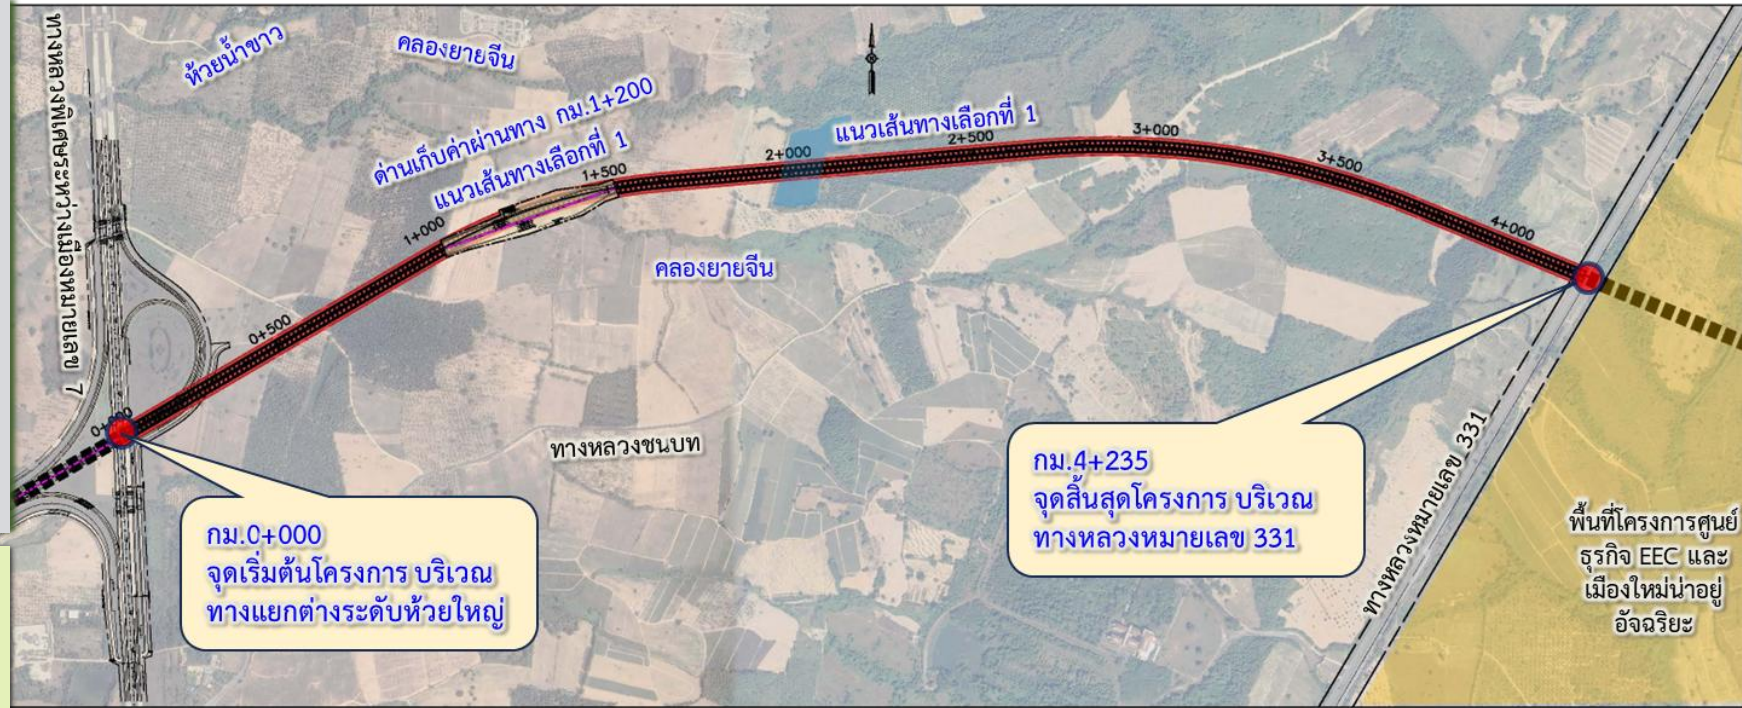 ทางหลวงพิเศษระหว่างเมืองหมายเลข 7
ห้วยน้ำขาว
คลองยายจีน
ด่านเก็บค่าผ่านทาง กม.1+200
แนวเส้นทางเลือกที่ 1
แนวเส้นทางเลือกที่ 1
0+500
1+000
1+500
2+000
2+500
3+000
3+500
4+000
คลองยายจีน
ทางหลวงชนบท
กม.0+000
จุดเริ่มต้นโครงการ บริเวณ
ทางแยกต่างระดับห้วยใหญ่
กม.4+235
จุดสิ้นสุดโครงการ บริเวณ
ทางหลวงหมายเลข 331
ทางหลวงหมายเลข 331
พื้นที่โครงการศูนย์
ธุรกิจ EEC และ
เมืองใหม่น่าอยู่
อัจฉริยะ